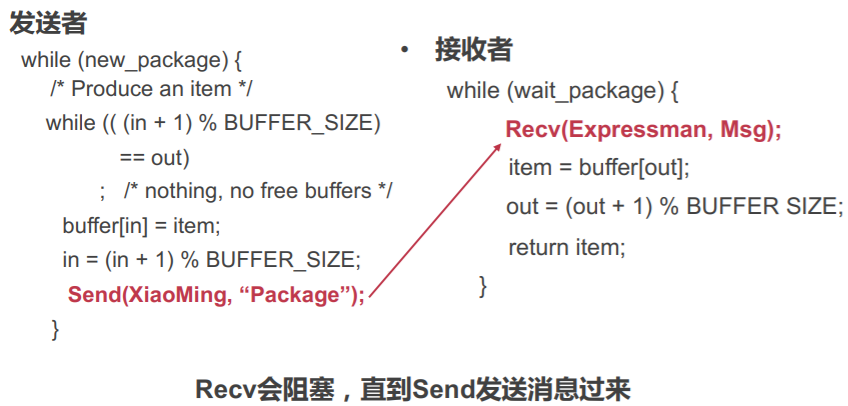 发送者
while (new_package) {
/* Produce an item */
while (( (in + 1) % BUFFER_SIZE)
== out)
; /* nothing, no free buffers */
buffer[in] = item;
in = (in + 1) % BUFFER_SIZE;
Send(XiaoMing, “Package”);
}
• 接收者
while (wait_package) {
Recv(Expressman, Msg);
item = buffer[out];
out = (out + 1) % BUFFER SIZE;
return item;
}
Recv会阻塞，直到Send发送消息过来